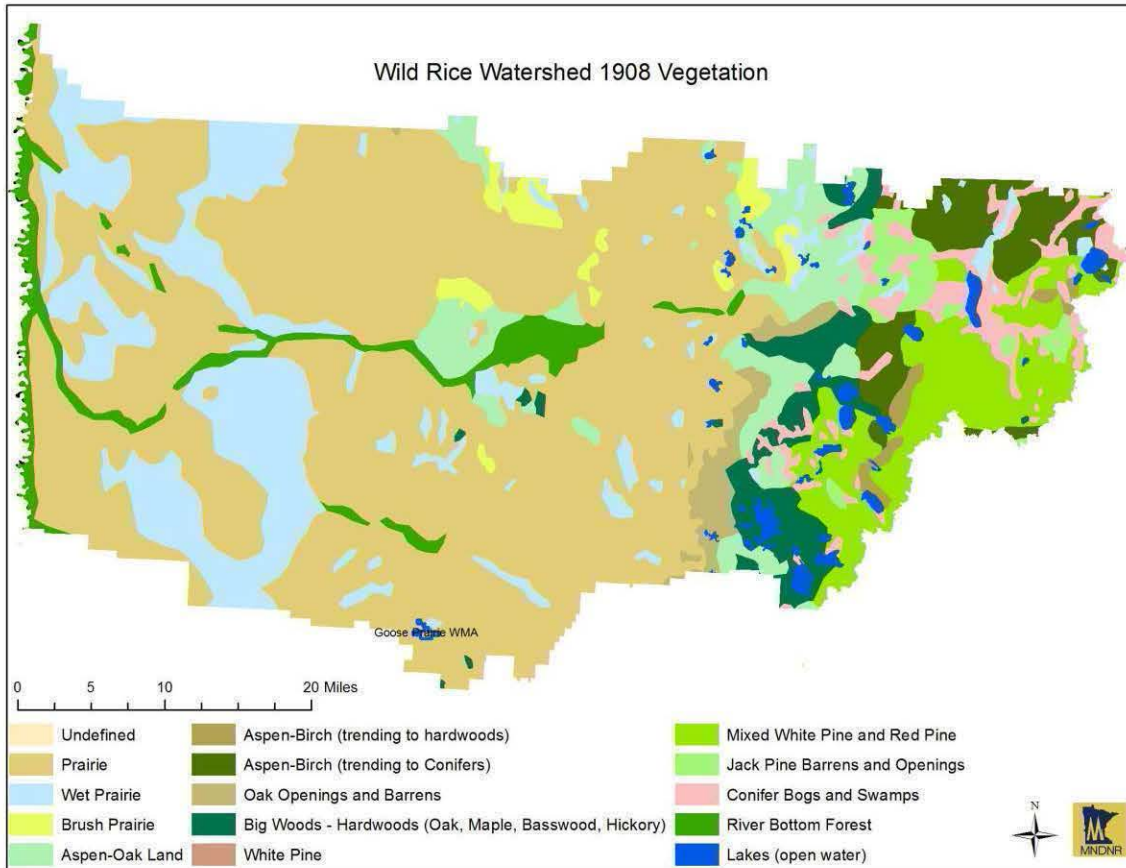 Wild Rice Watershed 1908 Vegetation
Goose Prairie WMA
0 5 10 20 Miles
Undefined
Prairie
Wet Prairie
Brush Prairie
Aspen-Oak Land
Aspen-Birch (trending to hardwoods)
Aspen-Birch (trending to Conifers)
Oak Openings and Barrens
Big Woods - Hardwoods (Oak, Maple, Basswood, Hickory)
White Pine
Mixed White Pine and Red Pine
Jack Pine Barrens and Openings
Conifer Bogs and Swamps
River Bottom Forest
Lakes (open water)
N
M
MNDNR